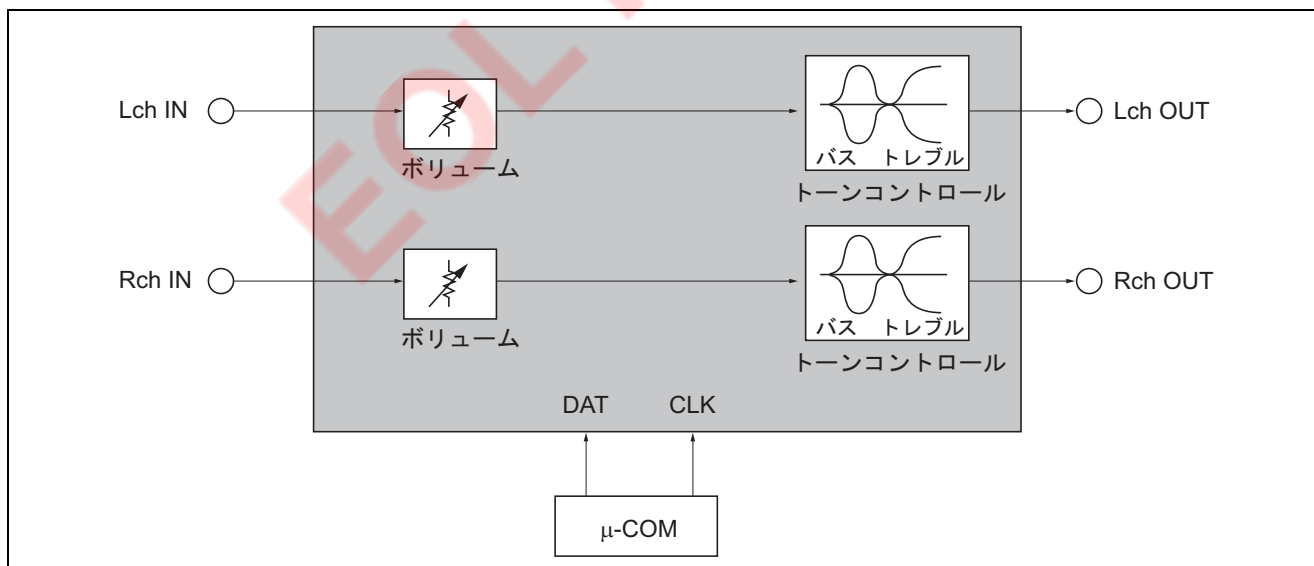 EOL
Lch IN
ボリューム
バス トレブル
トーンコントロール
Lch OUT
Rch IN
ボリューム
バス トレブル
トーンコントロール
Rch OUT
DAT CLK
μ-COM